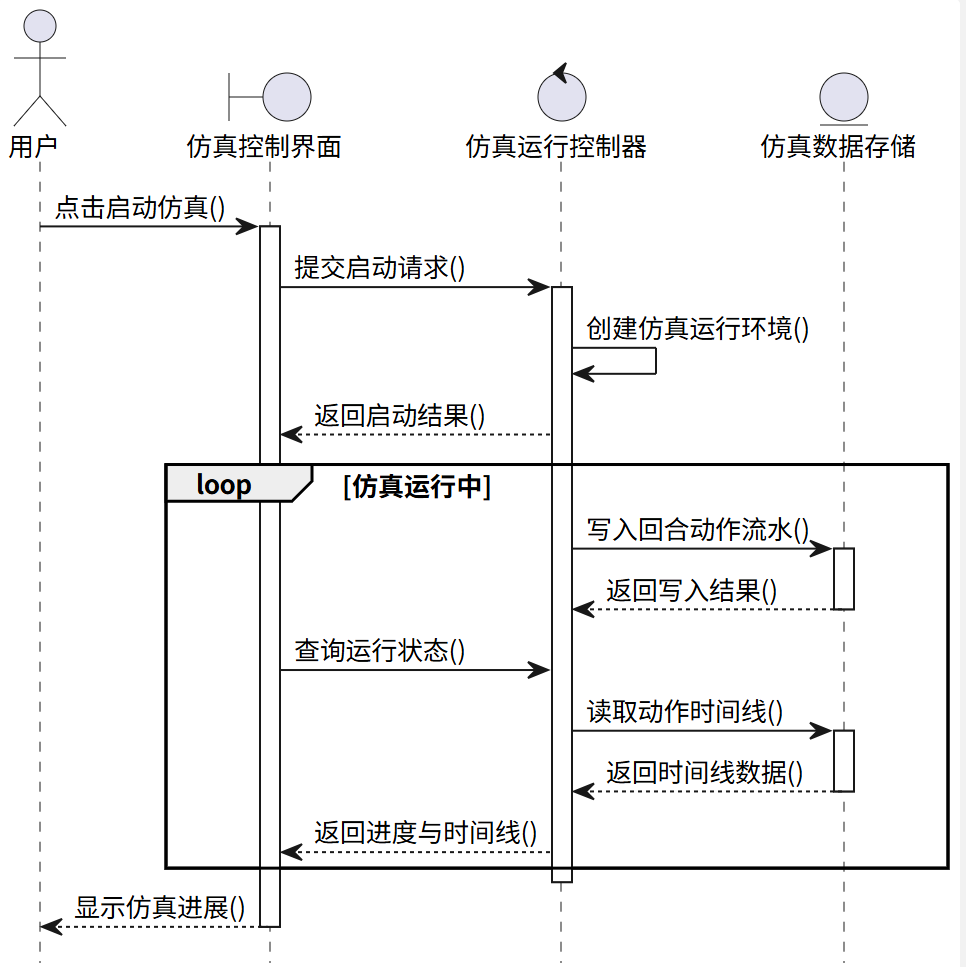 用户
仿真控制界面
仿真运行控制器
仿真数据存储
点击启动仿真()
提交启动请求()
创建仿真运行环境()
返回启动结果()
loop
[仿真运行中]
写入回合动作流水()
返回写入结果()
查询运行状态()
读取动作时间线()
返回时间线数据()
返回进度与时间线()
显示仿真进展()